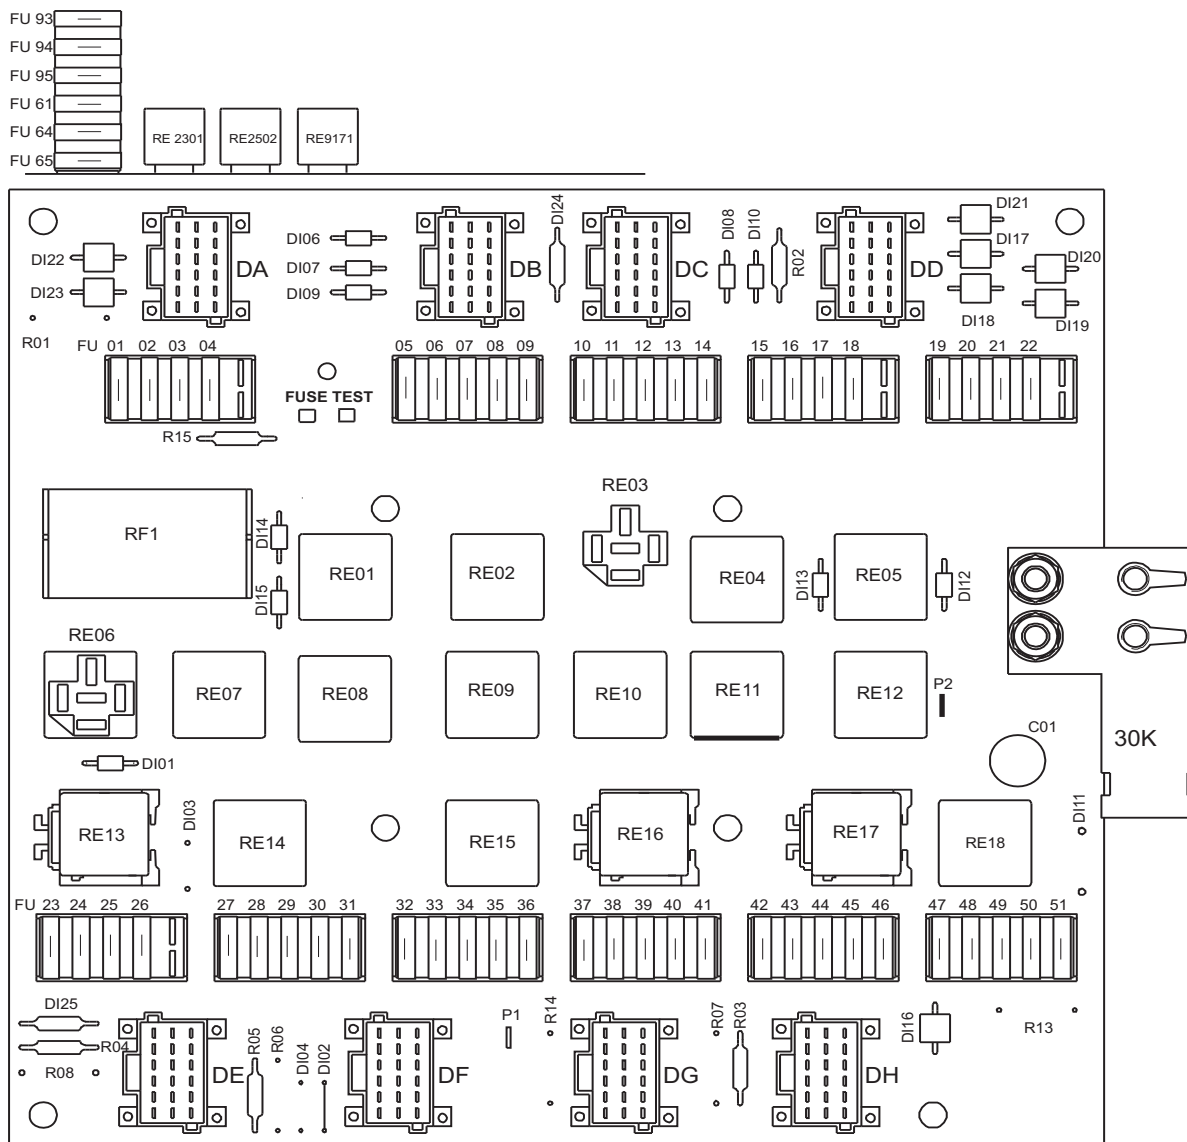 FU 93
FU 94
FU 95
FU 61
FU 64
FU 65
RE 2301 RE2502 RE9171
DI22
DI23
R01
DA
DI06
DI07
DI09
DB
DI24
DC
DI08
DI10
R02
DD
DI21
DI17
DI18
DI20
DI19
FU 01 02 03 04
05 06 07 08 09
10 11 12 13 14
15 16 17 18
19 20 21 22
FUSE TEST
R15
RF1
DI14
DI15
RE01
RE02
RE03
RE04
DI13
RE05
DI12
RE06
RE07
RE08
RE09
RE10
RE11
RE12
P2
C01
30K
DI01
RE13
DI03
RE14
RE15
RE16
RE17
RE18
DI11
FU 23 24 25 26
27 28 29 30 31
32 33 34 35 36
37 38 39 40 41
42 43 44 45 46
47 48 49 50 51
DI25
R04
R08
DE
R05
R06
DI04
DI02
DF
P1
R14
DG
R07
R03
DH
DI16
R13